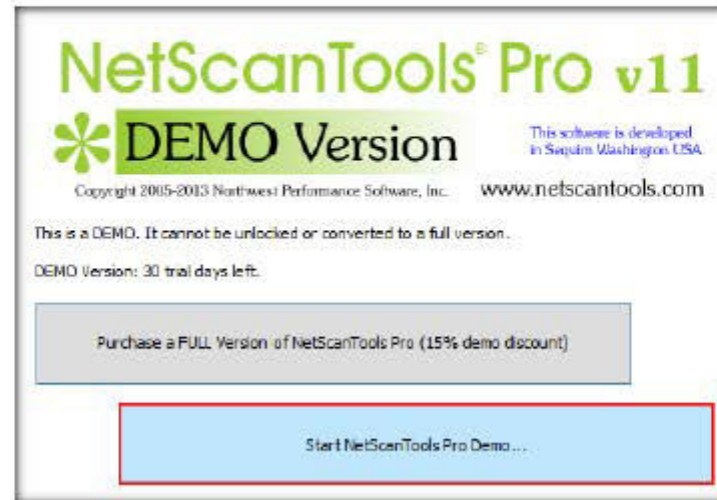 NetScanTools® Pro v11
DEMO Version
This software is developed
in Sequim Washington USA
Copyright 2005-2013 Northwest Performance Software, Inc.
www.netscantools.com
This is a DEMO. It cannot be unlocked or converted to a full version.
DEMO Version: 30 trial days left.
Purchase a FULL Version of NetScanTools Pro (15% demo discount)
Start NetScanTools Pro Demo...